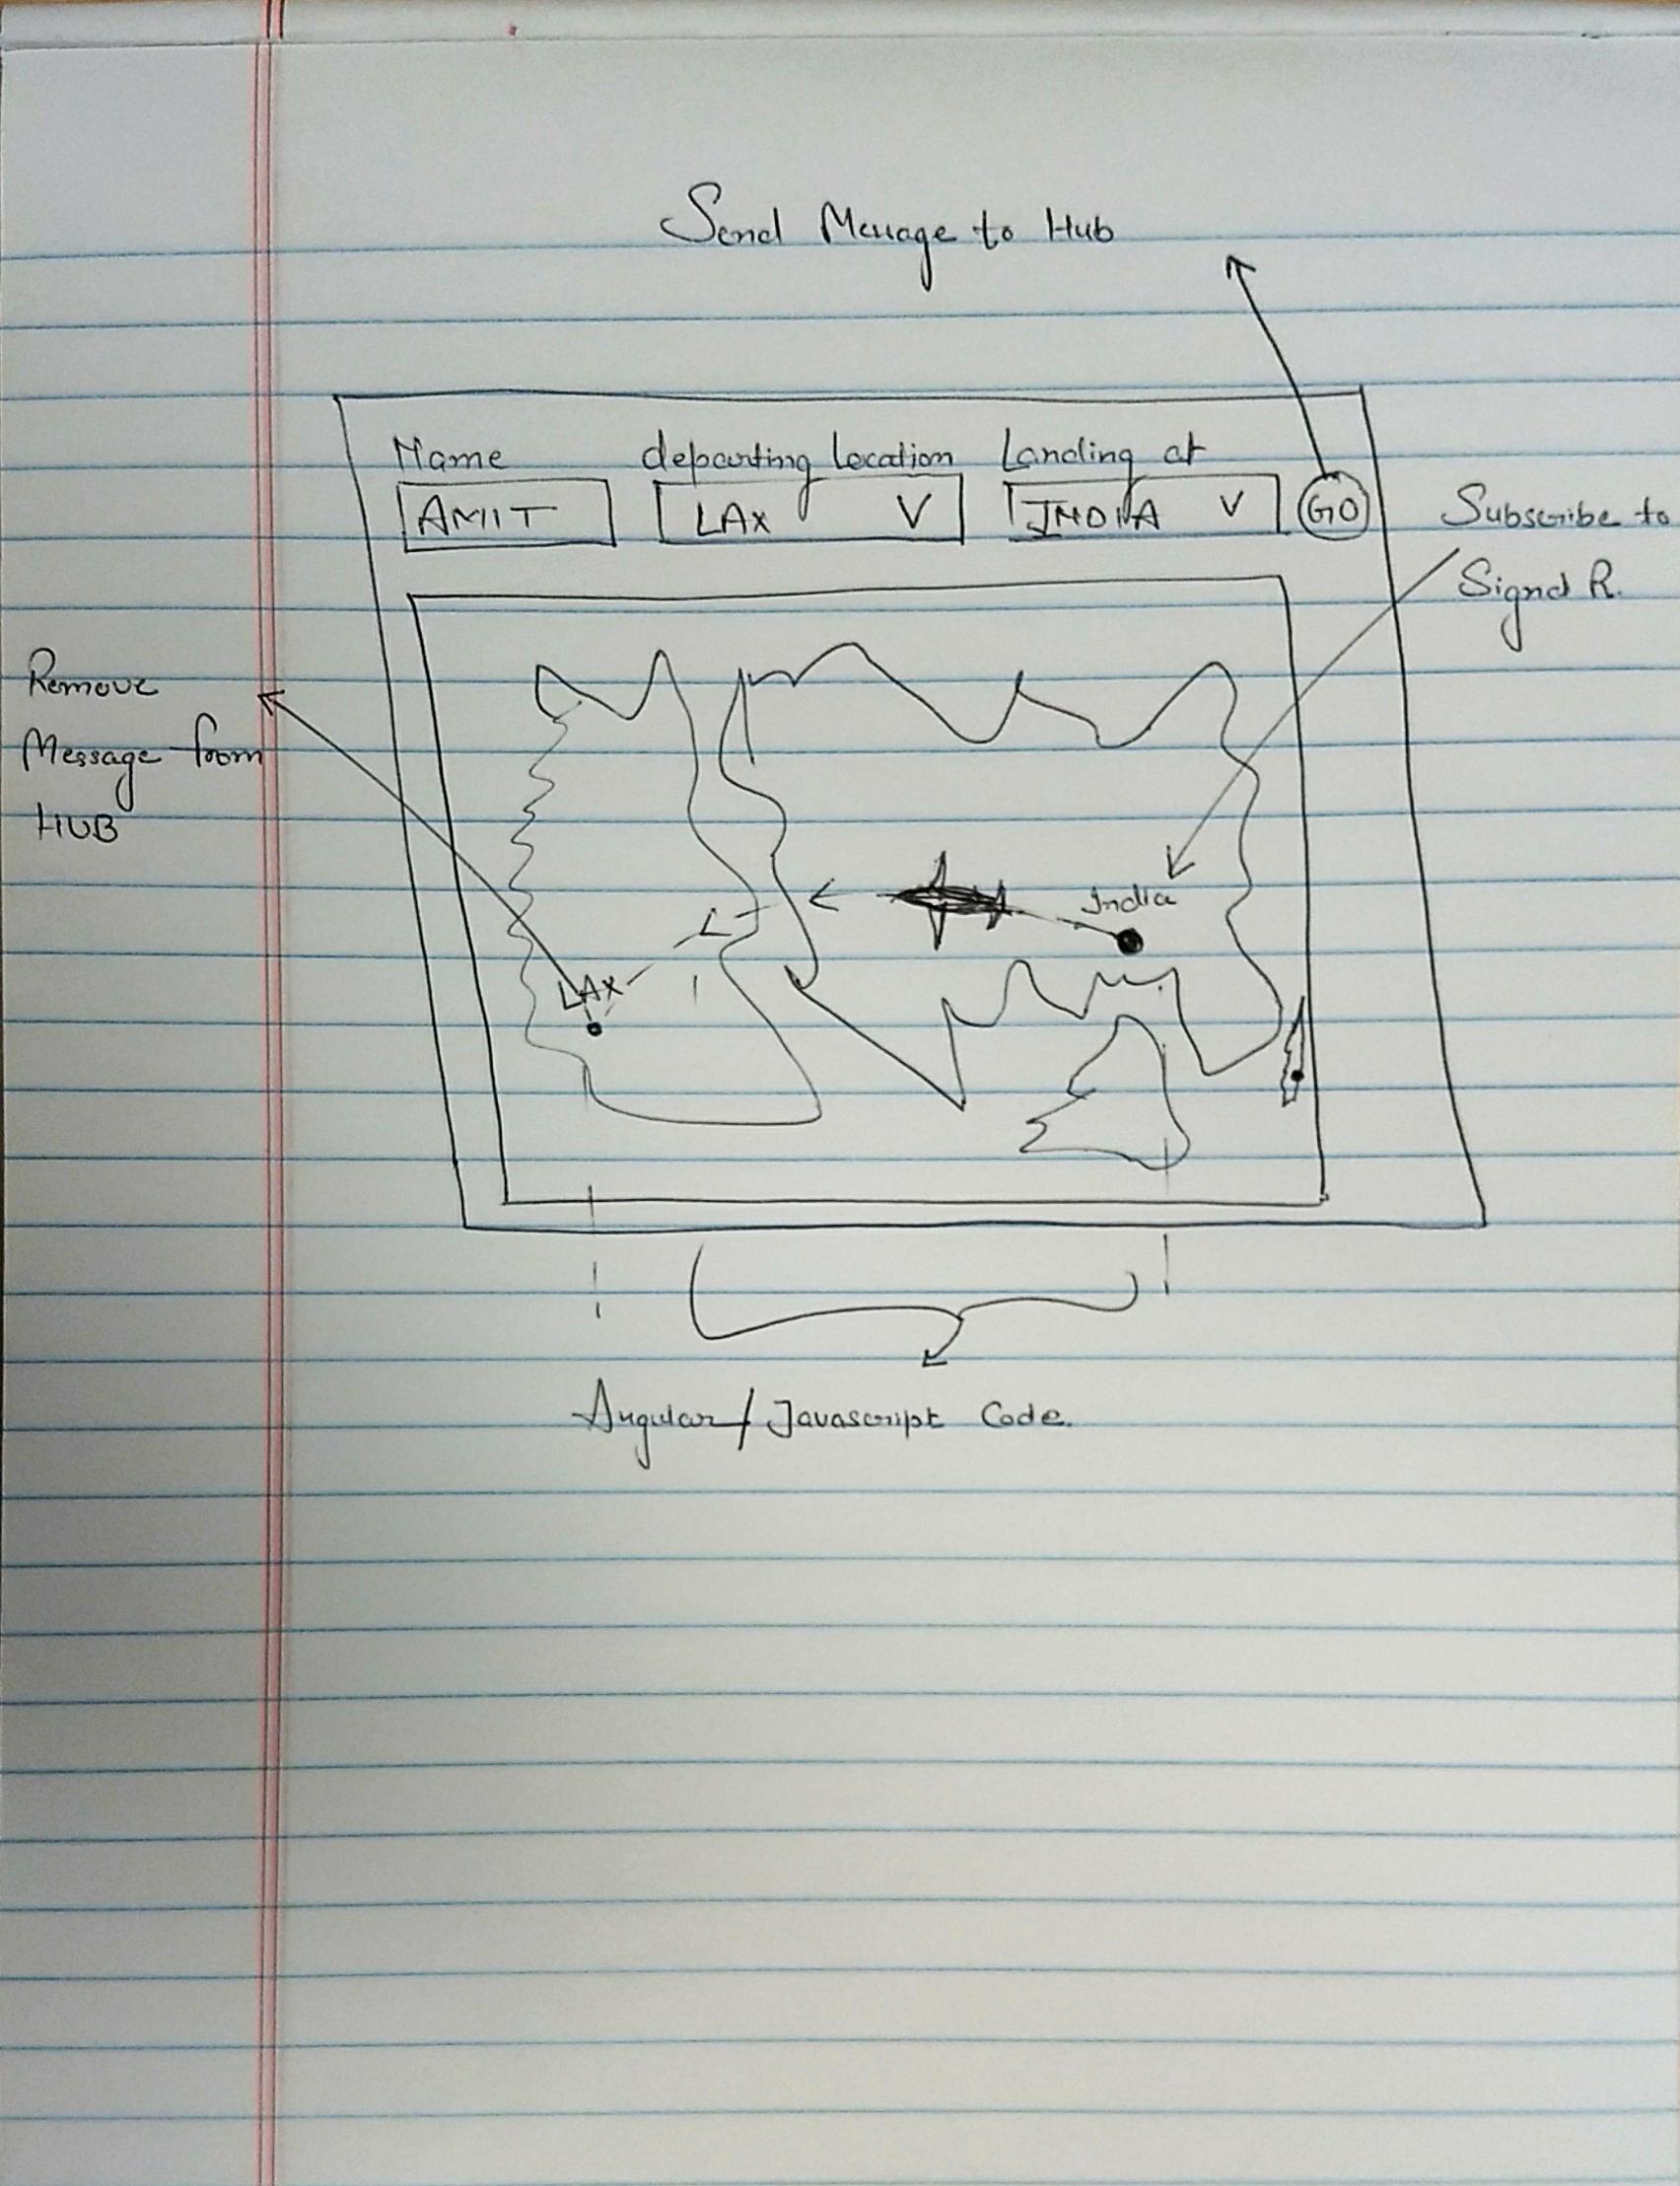 Send Message to Hub
Name departing Location Landing at
AMIT LAX V INDIA V GO
Subscribe to
Signal R.
Remove
Message from
HUB
India
LAX
Angular / Javascript Code.